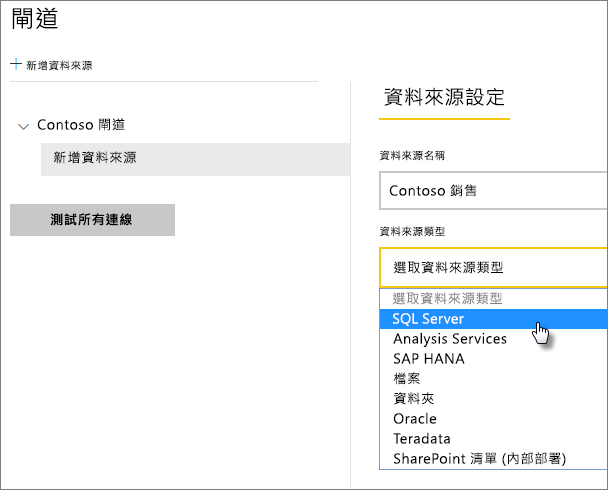 閘道
新增資料來源
Contoso 閘道
新增資料來源
測試所有連線
資料來源設定
資料來源名稱
Contoso 銷售
資料來源類型
選取資料來源類型
選取資料來源類型
SQL Server
Analysis Services
SAP HANA
檔案
資料夾
Oracle
Teradata
SharePoint 清單 (內部部署)